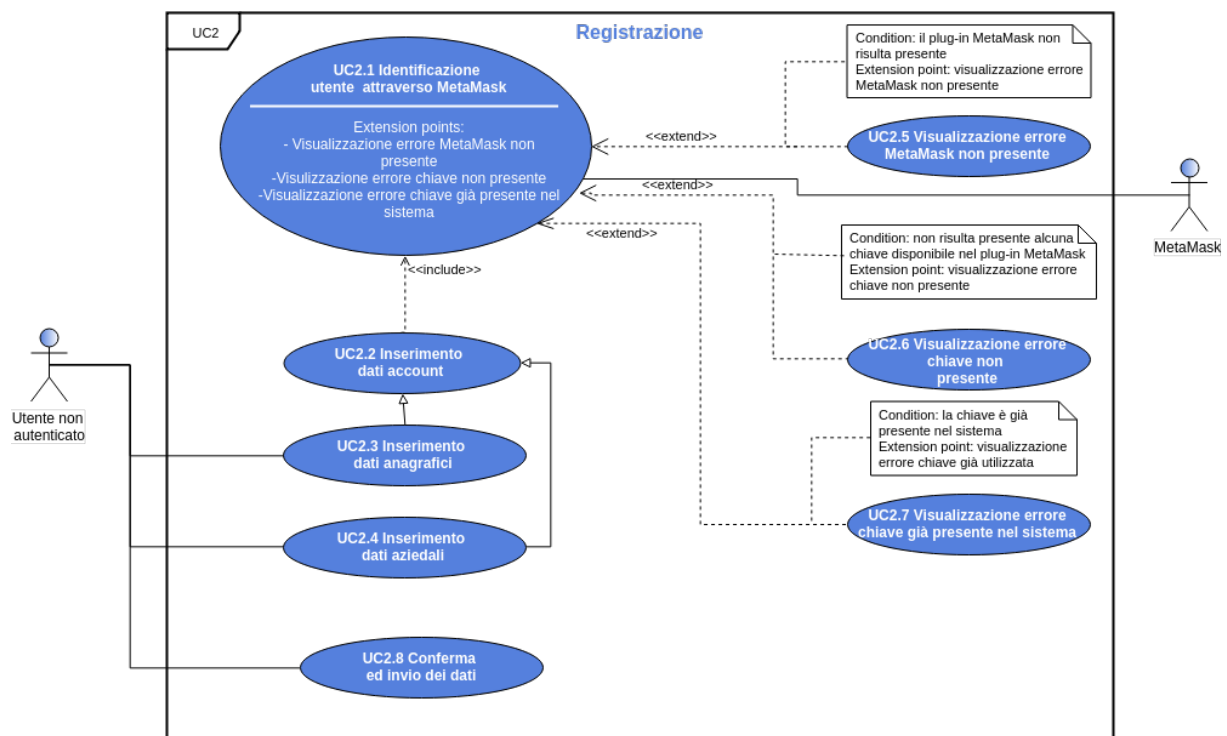 UC2
Registrazione
UC2.1 Identificazione
utente attraverso MetaMask
Extension points:
- Visualizzazione errore MetaMask non
presente
-Visulizzazione errore chiave non presente
-Visualizzazione errore chiave già presente nel
sistema
Condition: il plug-in MetaMask non
risulta presente
Extension point: visualizzazione errore
MetaMask non presente
<<extend>>
UC2.5 Visualizzazione errore
MetaMask non presente
<<extend>>
MetaMask
<<extend>>
Condition: non risulta presente alcuna
chiave disponibile nel plug-in MetaMask
Extension point: visualizzazione errore
chiave non presente
<<include>>
UC2.2 Inserimento
dati account
UC2.6 Visualizzazione errore
chiave non
presente
Utente non
autenticato
Condition: la chiave è già
presente nel sistema
Extension point: visualizzazione
errore chiave già utilizzata
UC2.3 Inserimento
dati anagrafici
UC2.7 Visualizzazione errore
chiave già presente nel sistema
UC2.4 Inserimento
dati aziedali
UC2.8 Conferma
ed invio dei dati